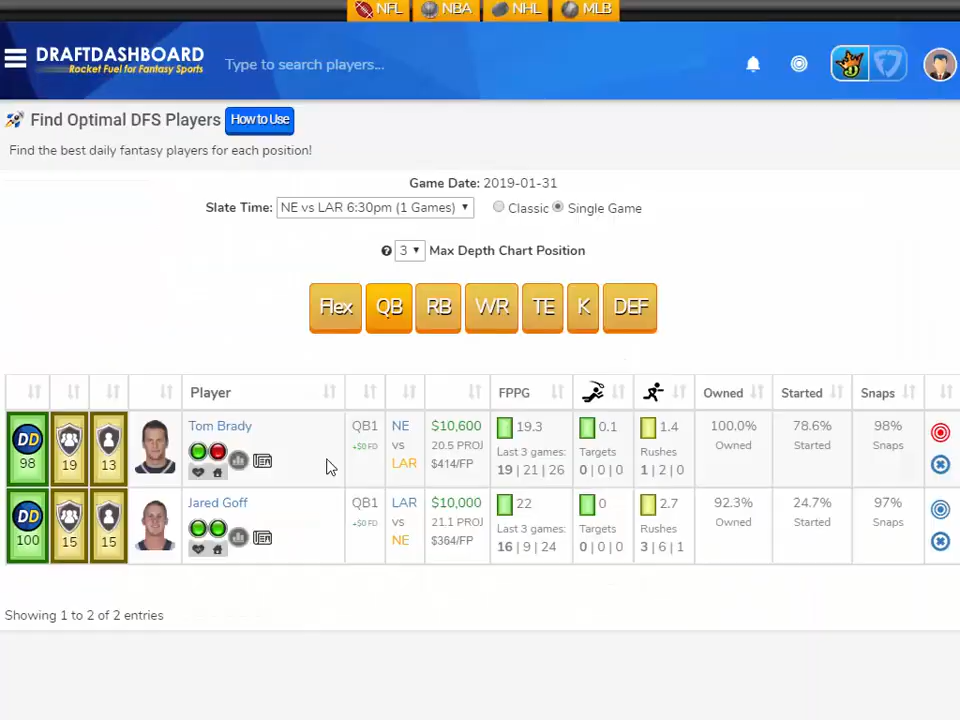 NFL NBA NHL MLB
DRAFTDASHBOARD
Rocket Fuel for Fantasy Sports
Type to search players...
Find Optimal DFS Players How to Use
Find the best daily fantasy players for each position!
Game Date: 2019-01-31
Slate Time: NE vs LAR 6:30pm (1 Games) Classic Single Game
3 Max Depth Chart Position
Flex QB RB WR TE K DEF
Player FPPG Owned Started Snaps
DD 98 19 13 Tom Brady QB1 +$0 FD NE vs LAR $10,600 20.5 PROJ $414/FP 19.3 Last 3 games: 19 | 21 | 26 0.1 Targets 0 | 0 | 0 1.4 Rushes 1 | 2 | 0 100.0% Owned 78.6% Started 98% Snaps
DD 100 15 15 Jared Goff QB1 +$0 FD LAR vs NE $10,000 21.1 PROJ $364/FP 22 Last 3 games: 16 | 9 | 24 0 Targets 0 | 0 | 0 2.7 Rushes 3 | 6 | 1 92.3% Owned 24.7% Started 97% Snaps
Showing 1 to 2 of 2 entries